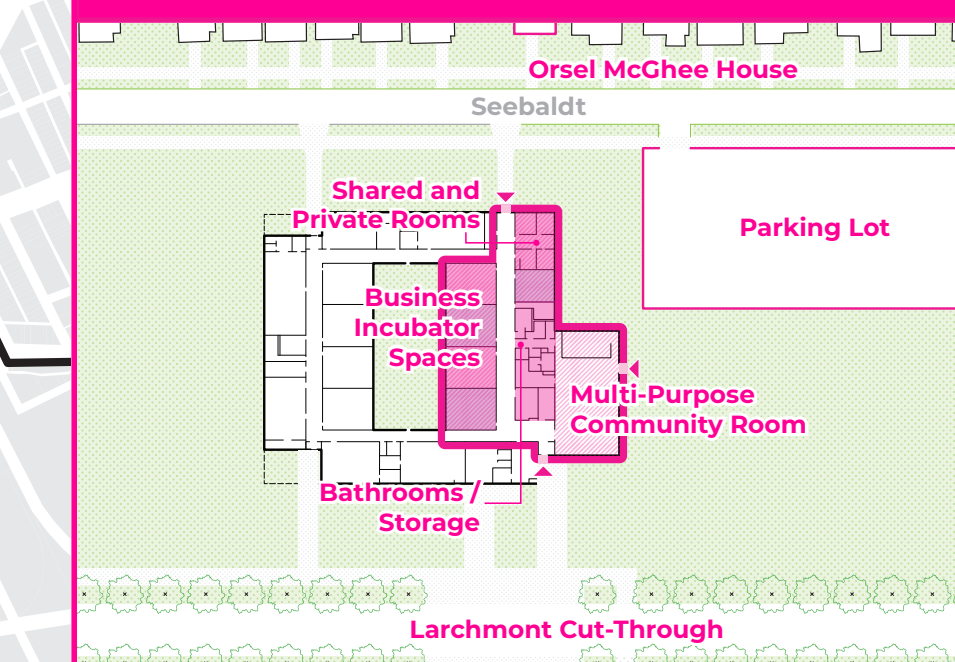 Orsel McGhee House
Seebaldt
Shared and
Private Rooms
Parking Lot
Business
Incubator
Spaces
Multi-Purpose
Community Room
Bathrooms /
Storage
Larchmont Cut-Through